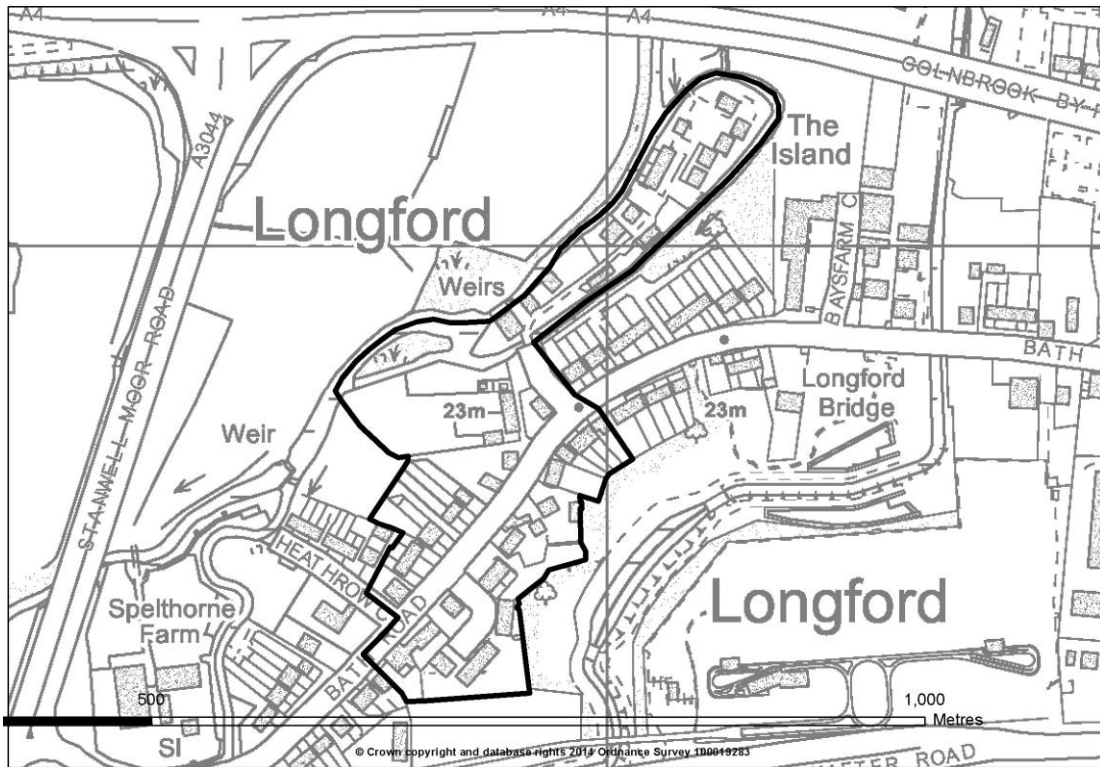 A4
A4
A4
COLNBROOK BY P
A3044
The
Island
Longford
Weirs
BAYSFARM C
STANWELL MOOR ROAD
BATH
Longford
Bridge
23m
23m
Weir
HEATHROW C
BATH ROAD
Spelthorne
Farm
Longford
500
1,000
Metres
SI
© Crown copyright and database rights 2014 Ordnance Survey 100019283
ROAD